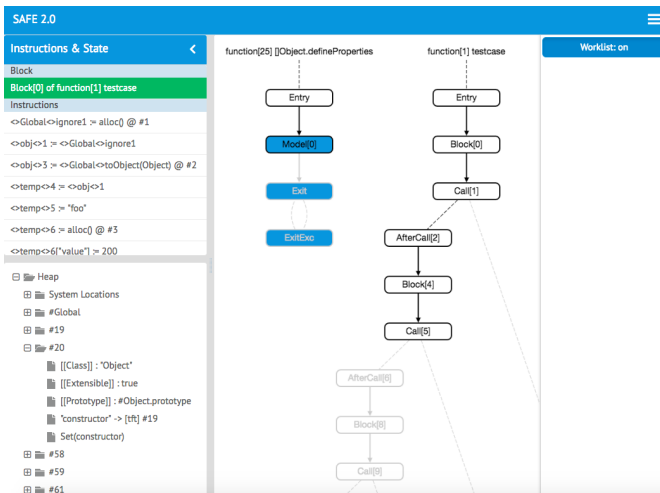 SAFE 2.0
Instructions & State
Block
Block[0] of function[1] testcase
Instructions
<>Global<>ignore1 := alloc() @ #1
<>obj<>1 := <>Global<>ignore1
<>obj<>3 := <>Global<>toObject(Object) @ #2
<>temp<>4 := <>obj<>1
<>temp<>5 := "foo"
<>temp<>6 := alloc() @ #3
<>temp<>6["value"] := 200
Heap
System Locations
#Global
#19
#20
[[Class]] : "Object"
[[Extensible]] : true
[[Prototype]] : #Object.prototype
"constructor" -> [tft] #19
Set(constructor)
#58
#59
#61
function[25] []Object.defineProperties
Entry
Model[0]
Exit
ExitExc
function[1] testcase
Entry
Block[0]
Call[1]
AfterCall[2]
Block[4]
Call[5]
AfterCall[6]
Block[8]
Call[9]
Worklist: on